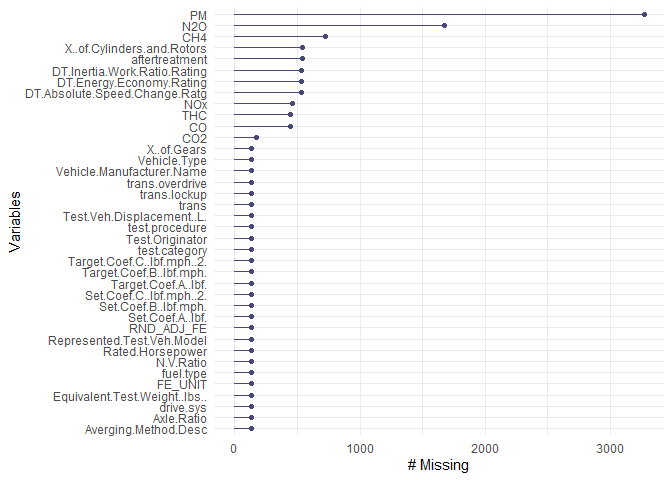 PM
N2O
CH4
X..of.Cylinders.and.Rotors
aftertreatment
DT.Inertia.Work.Ratio.Rating
DT.Energy.Economy.Rating
DT.Absolute.Speed.Change.Ratg
NOx
THC
CO
CO2
X..of.Gears
Vehicle.Type
Vehicle.Manufacturer.Name
trans.overdrive
trans.lockup
trans
Test.Veh.Displacement..L.
test.procedure
Test.Originator
test.category
Target.Coef.C..lbf.mph..2.
Target.Coef.B..lbf.mph.
Target.Coef.A..lbf.
Set.Coef.C..lbf.mph..2.
Set.Coef.B..lbf.mph.
Set.Coef.A..lbf.
RND_ADJ_FE
Represented.Test.Veh.Model
Rated.Horsepower
N.V.Ratio
fuel.type
FE_UNIT
Equivalent.Test.Weight..lbs..
drive.sys
Axle.Ratio
Averging.Method.Desc
Variables
0 1000 2000 3000
# Missing